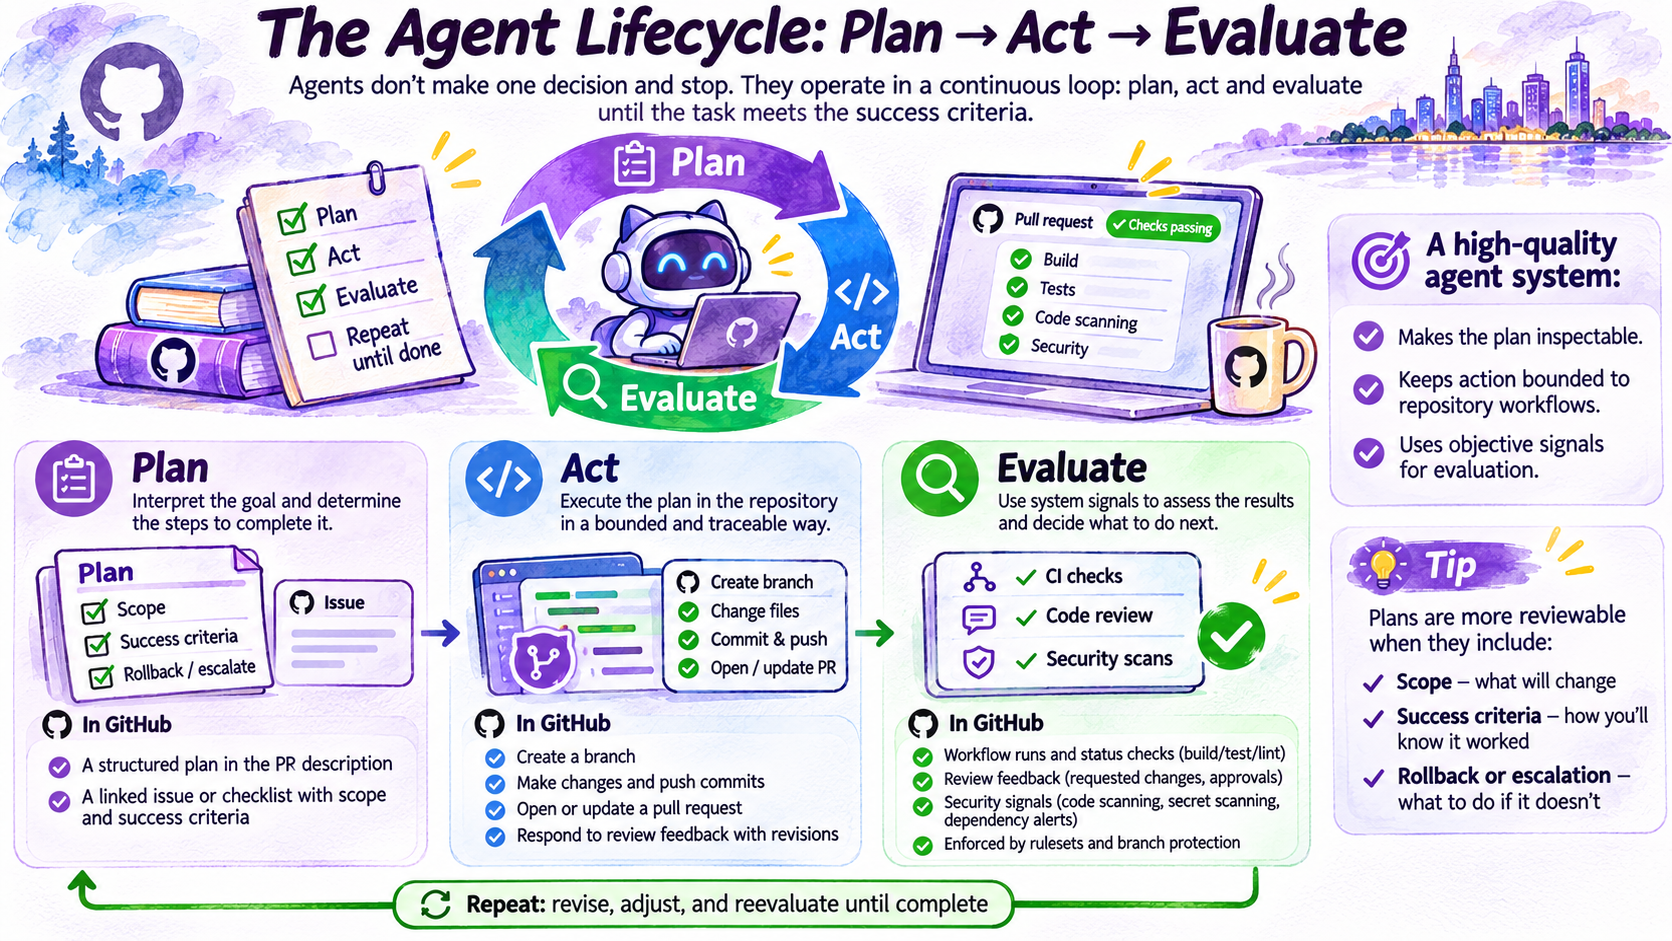 The Agent Lifecycle: Plan → Act → Evaluate
Agents don't make one decision and stop. They operate in a continuous loop: plan, act and evaluate
until the task meets the success criteria.
Plan
Act
Evaluate
Repeat
until done
Plan
</> Act
Evaluate
Pull request
Checks passing
Build
Tests
Code scanning
Security
A high-quality
agent system:
Makes the plan inspectable.
Keeps action bounded to
repository workflows.
Uses objective signals
for evaluation.
Plan
Interpret the goal and determine
the steps to complete it.
Plan
Scope
Success criteria
Rollback / escalate
Issue
In GitHub
A structured plan in the PR description
A linked issue or checklist with scope
and success criteria
</>
Act
Execute the plan in the repository
in a bounded and traceable way.
Create branch
Change files
Commit & push
Open / update PR
In GitHub
Create a branch
Make changes and push commits
Open or update a pull request
Respond to review feedback with revisions
Evaluate
Use system signals to assess the results
and decide what to do next.
CI checks
Code review
Security scans
In GitHub
Workflow runs and status checks (build/test/lint)
Review feedback (requested changes, approvals)
Security signals (code scanning, secret scanning,
dependency alerts)
Enforced by rulesets and branch protection
Tip
Plans are more reviewable
when they include:
Scope – what will change
Success criteria – how you'll
know it worked
Rollback or escalation –
what to do if it doesn't
Repeat: revise, adjust, and reevaluate until complete